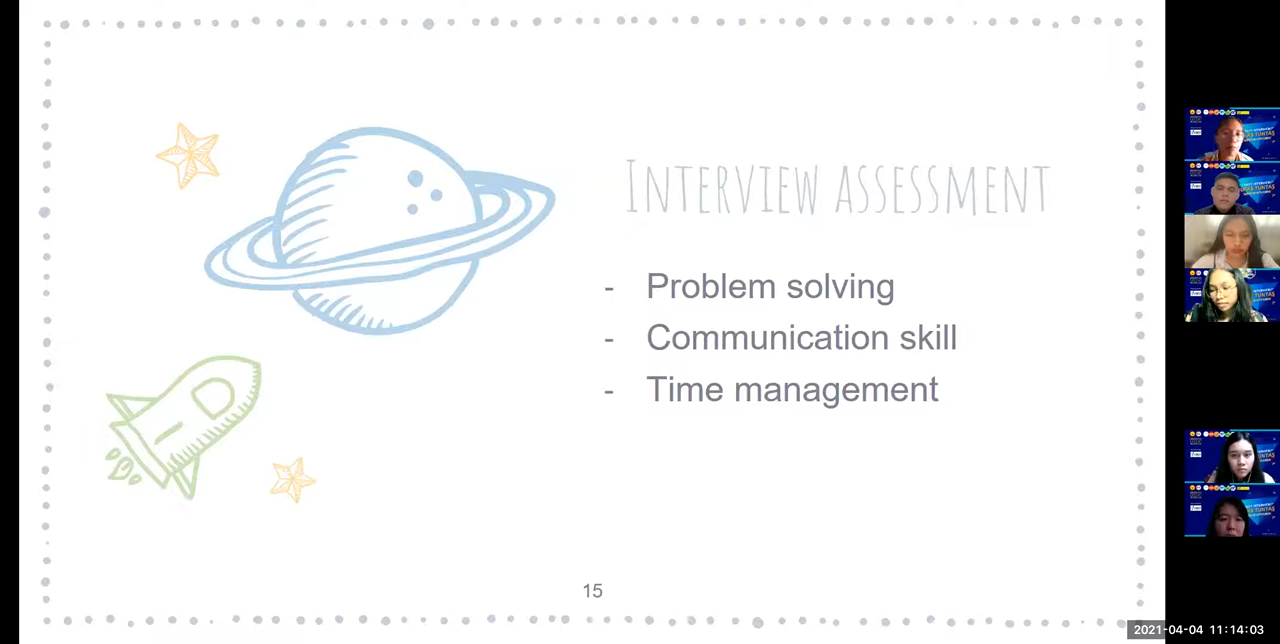 INTERVIEW ASSESSMENT
- Problem solving
- Communication skill
- Time management
15
2021-04-04 11:14:03